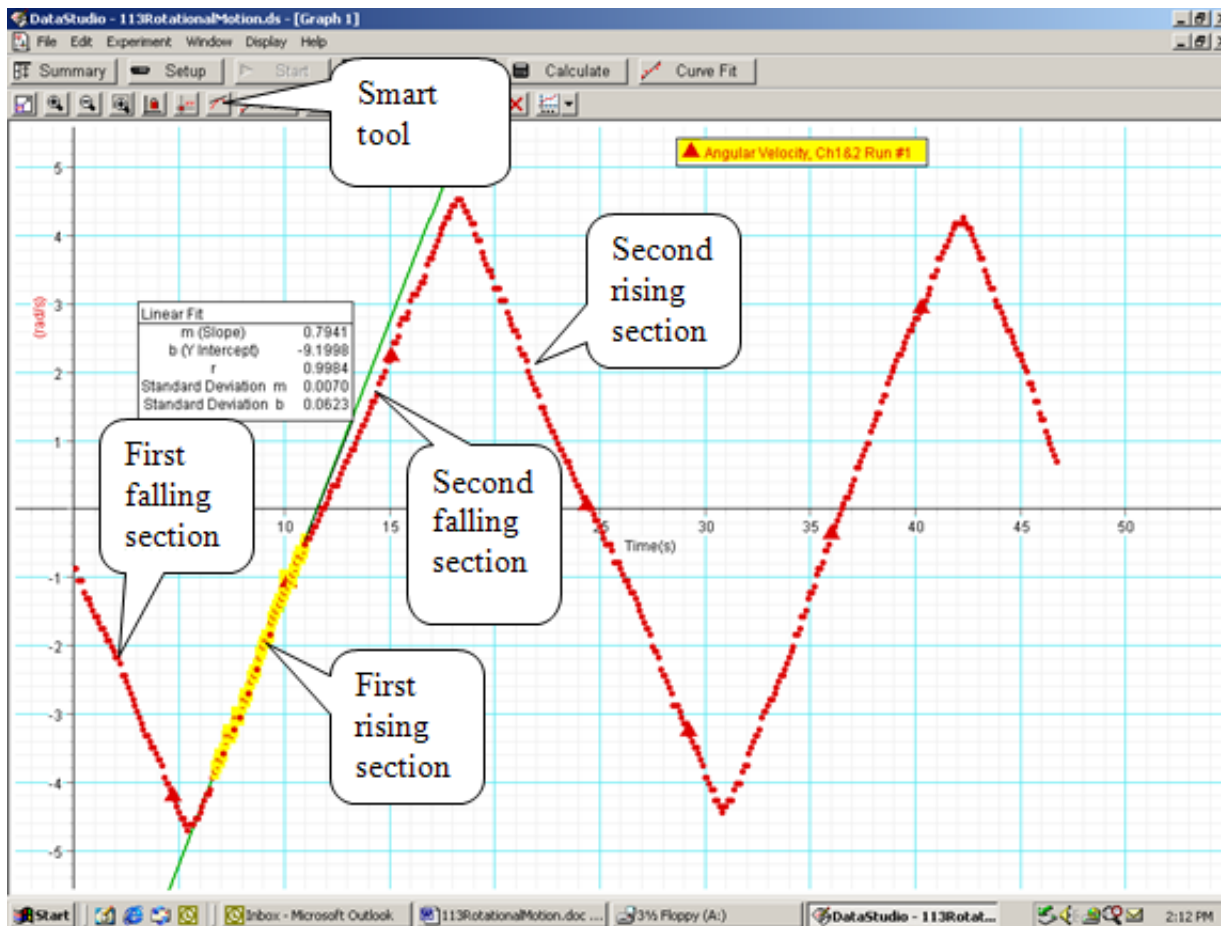 DataStudio - 113RotationalMotion.ds - [Graph 1]
File Edit Experiment Window Display Help
Summary Setup Start Calculate Curve Fit
Smart
tool
Angular Velocity, Ch1&2 Run #1
5
4
3
2
1
-1
-2
-3
-4
-5
(rad/s)
Second
rising
section
Linear Fit
m (Slope) 0.7941
b (Y Intercept) -9.1998
r 0.9984
Standard Deviation m 0.0070
Standard Deviation b 0.0623
First
falling
section
Second
falling
section
10 15 25 30 35 40 45 50
Time(s)
First
rising
section
Start Inbox - Microsoft Outlook 113RotationalMotion.doc ... 3½ Floppy (A:) DataStudio - 113Rotat... 2:12 PM